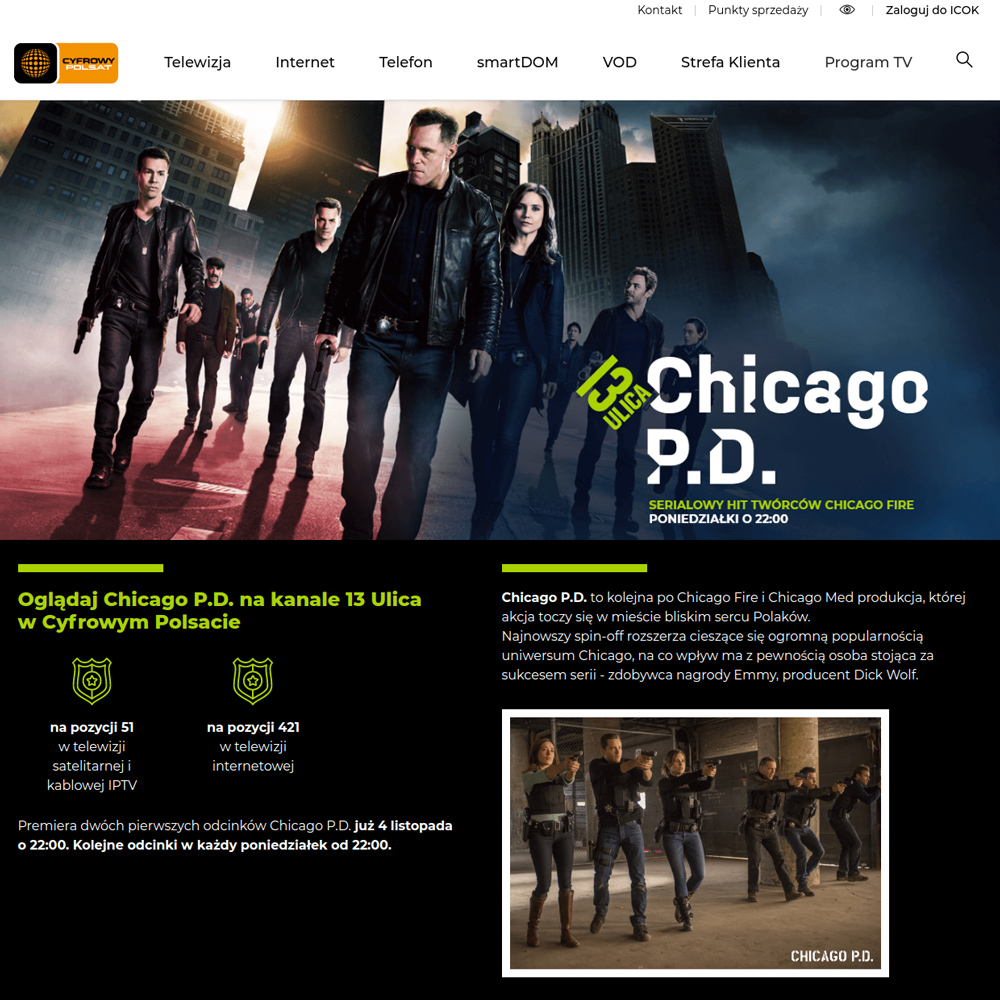 Kontakt
Punkty sprzedaży
Zaloguj do ICOK
CYFROWY
POLSAT
Telewizja
Internet
Telefon
smartDOM
VOD
Strefa Klienta
Program TV
13
ULICA
Chicago
P.D.
SERIALOWY HIT TWÓRCÓW CHICAGO FIRE
PONIEDZIAŁKI O 22:00
Oglądaj Chicago P.D. na kanale 13 Ulica
w Cyfrowym Polsacie
na pozycji 51
w telewizji
satelitarnej i
kablowej IPTV
na pozycji 421
w telewizji
internetowej
Premiera dwóch pierwszych odcinków Chicago P.D. już 4 listopada
o 22:00. Kolejne odcinki w każdy poniedziałek od 22:00.
Chicago P.D. to kolejna po Chicago Fire i Chicago Med produkcja, której
akcja toczy się w mieście bliskim sercu Polaków.
Najnowszy spin-off rozszerza cieszące się ogromną popularnością
uniwersum Chicago, na co wpływ ma z pewnością osoba stojąca za
sukcesem serii - zdobywca nagrody Emmy, producent Dick Wolf.
CHICAGO P.D.